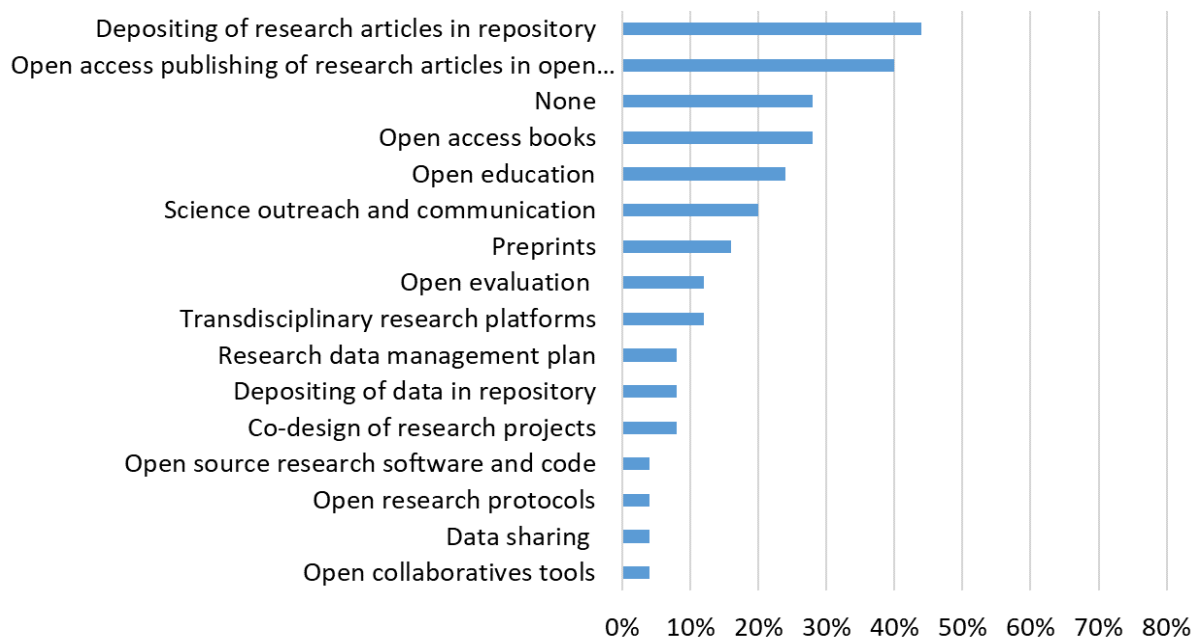 Depositing of research articles in repository
Open access publishing of research articles in open...
None
Open access books
Open education
Science outreach and communication
Preprints
Open evaluation
Transdisciplinary research platforms
Research data management plan
Depositing of data in repository
Co-design of research projects
Open source research software and code
Open research protocols
Data sharing
Open collaboratives tools
0% 10% 20% 30% 40% 50% 60% 70% 80%